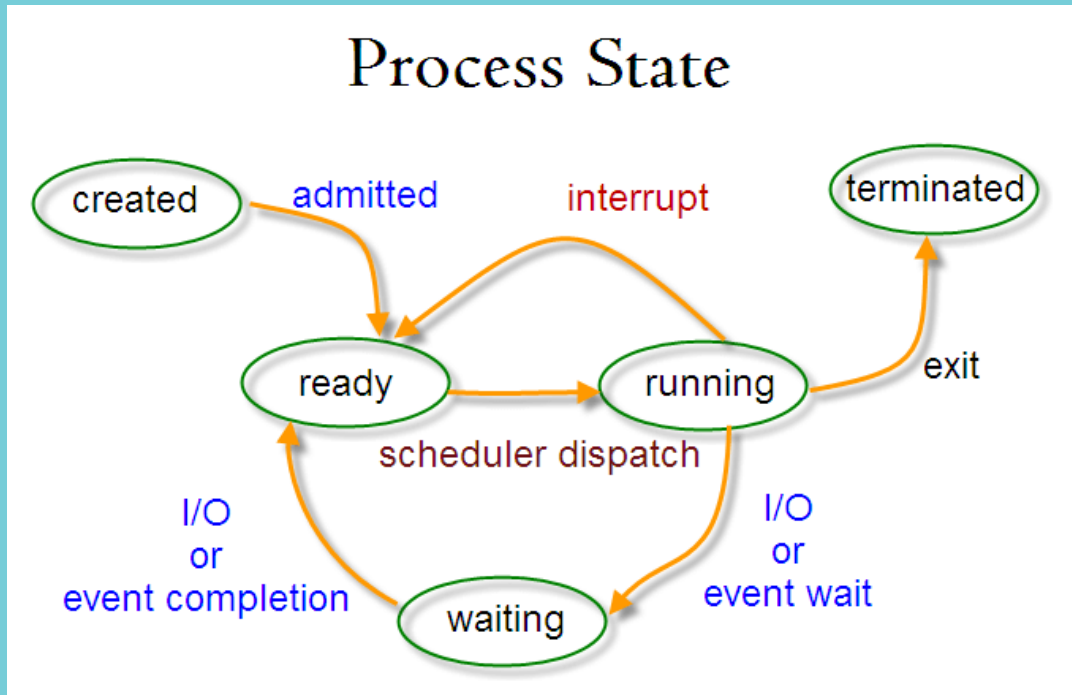 Process State
created
admitted
interrupt
terminated
ready
running
exit
scheduler dispatch
I/O
or
event completion
I/O
or
event wait
waiting